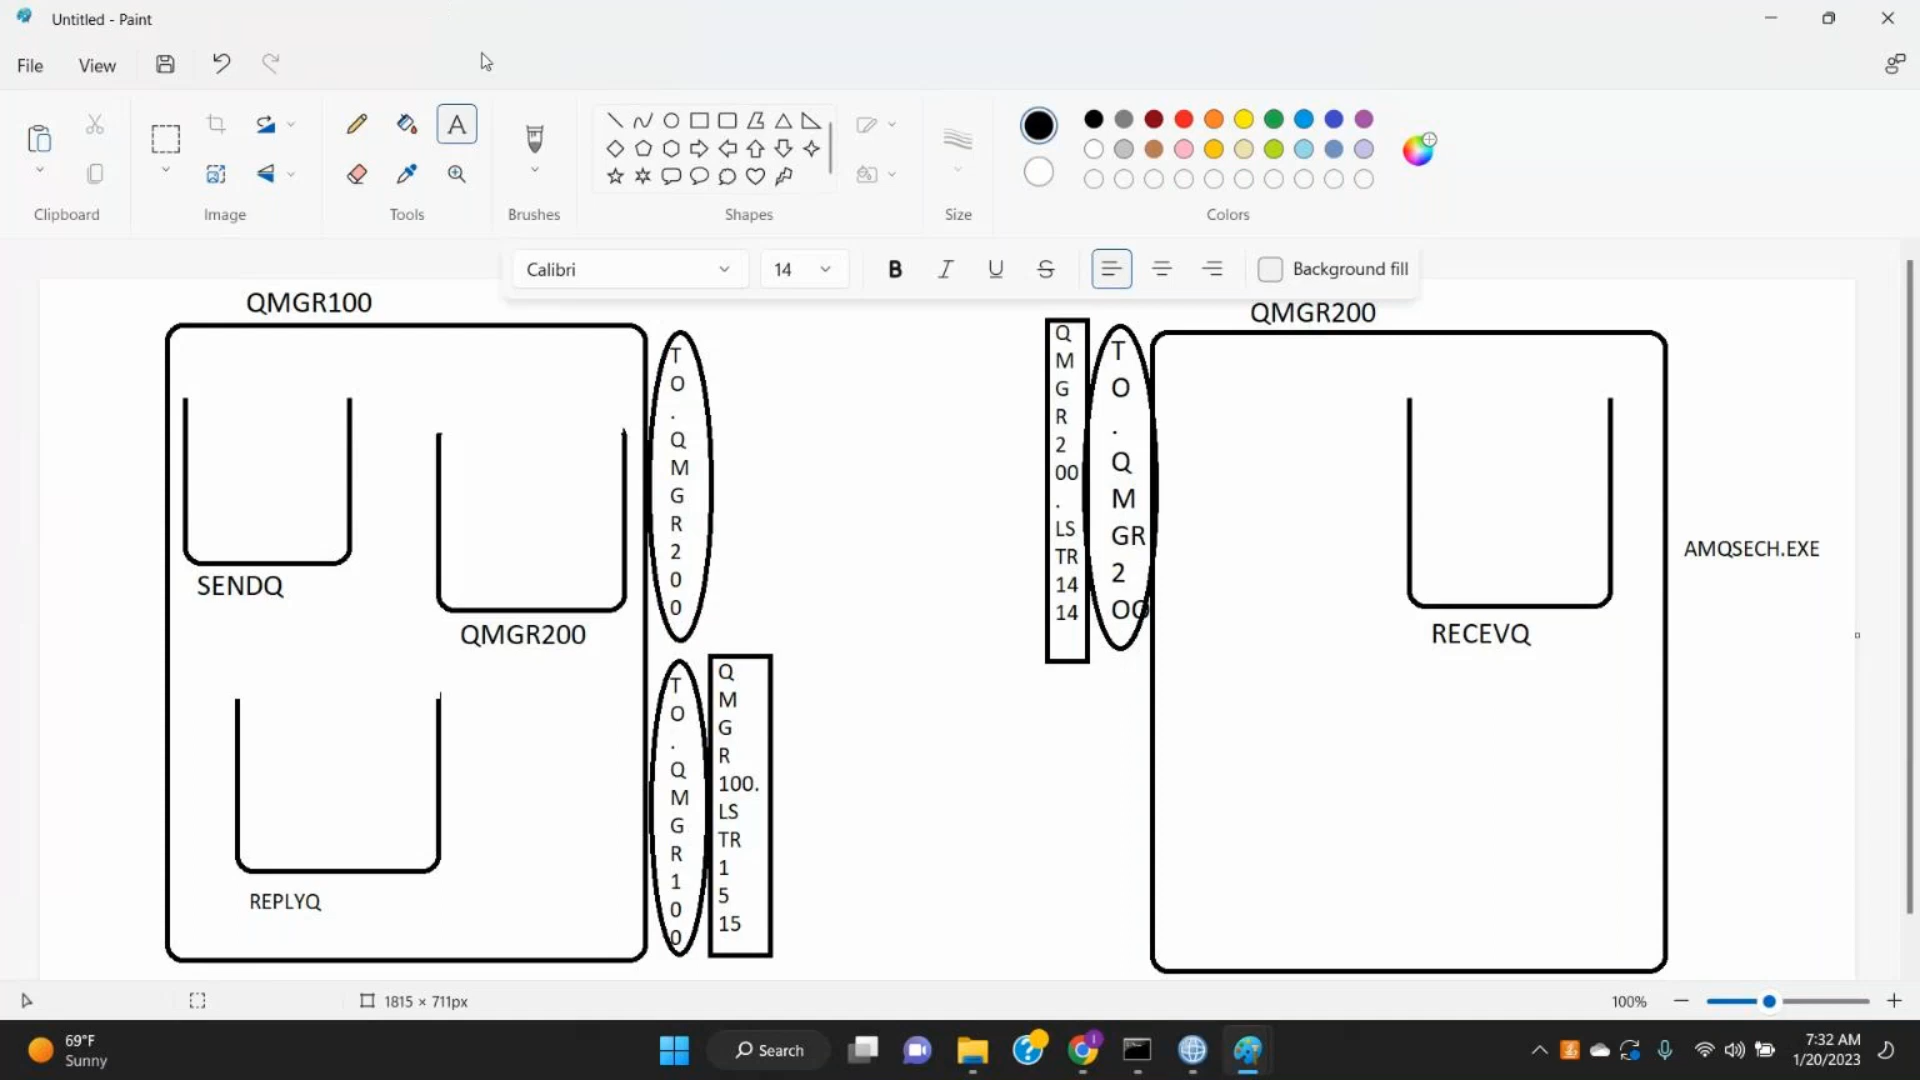 Untitled - Paint
File
View
Clipboard
Image
Tools
Brushes
Shapes
Size
Colors
A
Calibri
14
B
I
U
S
Background fill
QMGR100
SENDQ
QMGR200
REPLYQ
T
O
.
Q
M
G
R
2
0
0
T
O
.
Q
M
G
R
1
0
0
Q
M
G
R
100.
LS
TR
1
5
15
Q
M
G
R
2
00
.
LS
TR
14
14
T
O
.
Q
M
GR
2
OO
QMGR200
RECEVQ
AMQSECH.EXE
1815 × 711px
100%
69°F
Sunny
Search
7:32 AM
1/20/2023